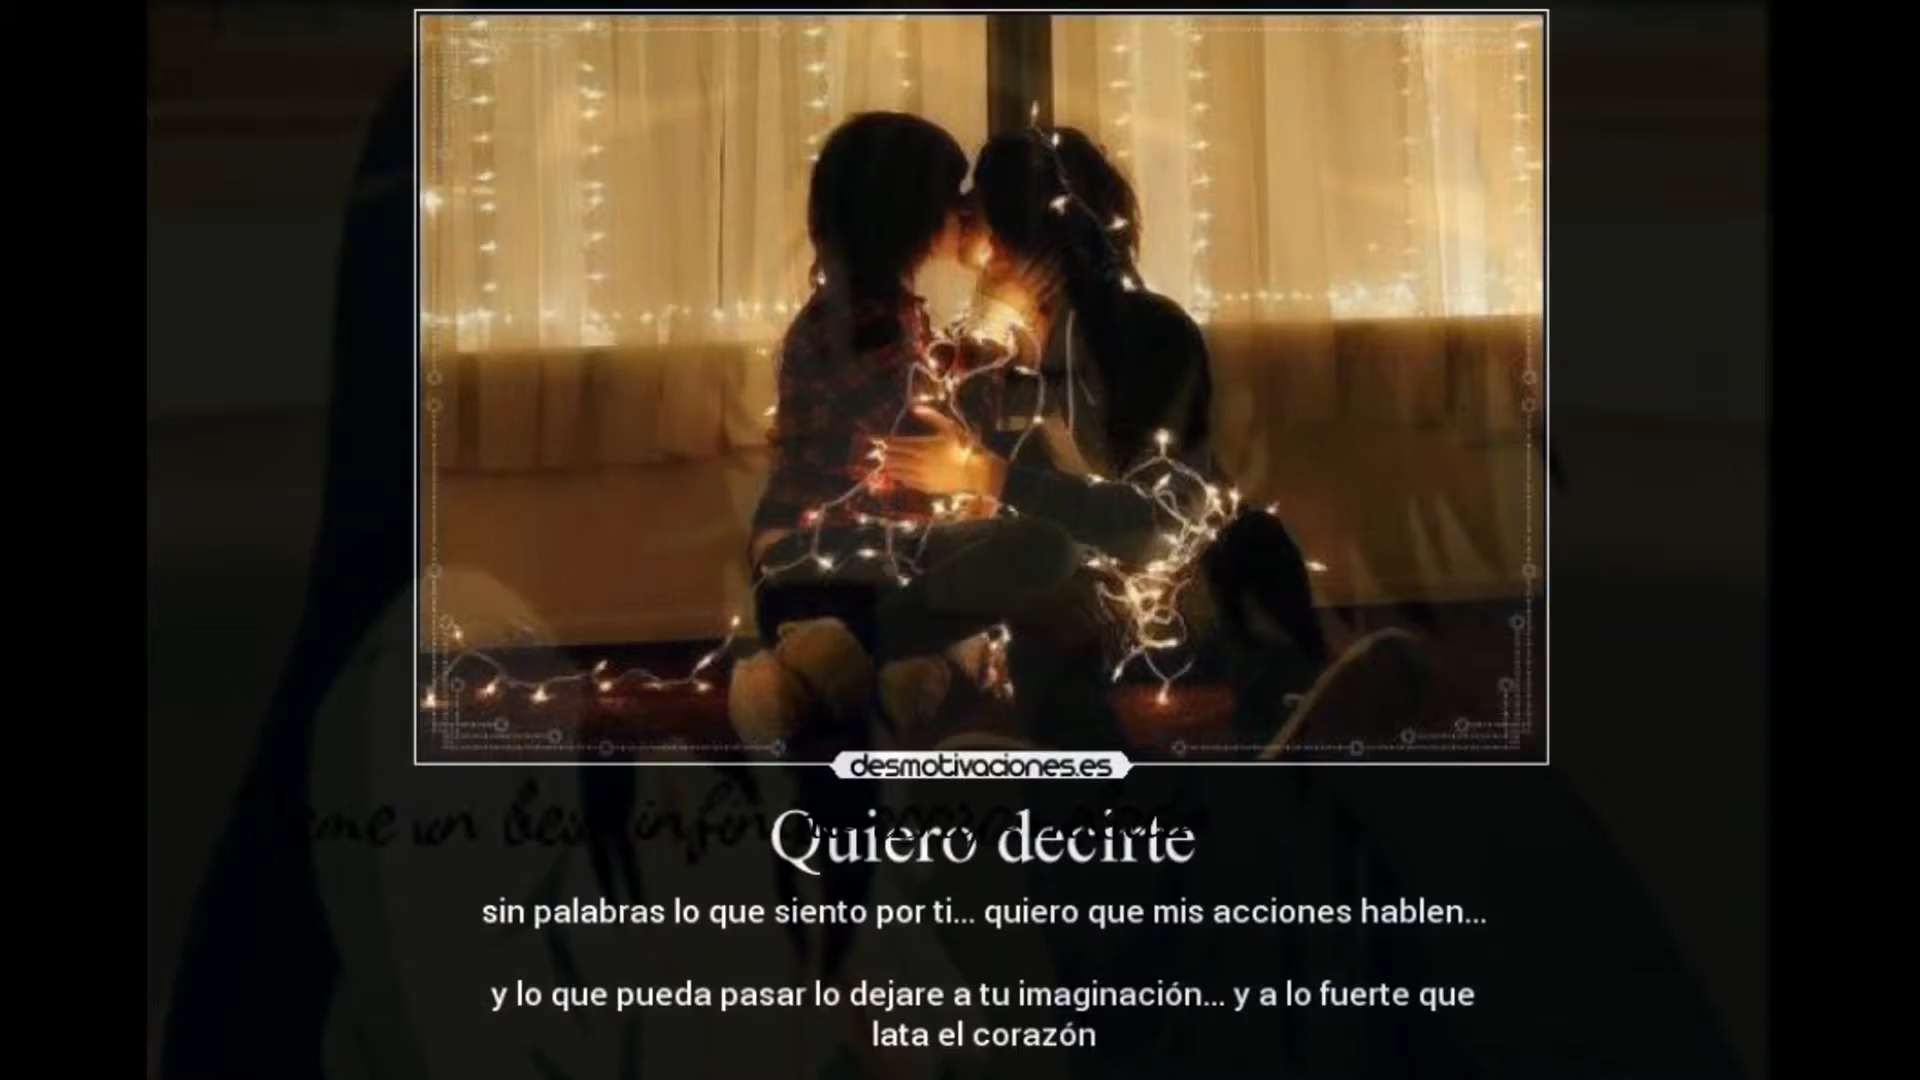 desmotivaciones.es
Quiero decirte
sin palabras lo que siento por ti... quiero que mis acciones hablen...
y lo que pueda pasar lo dejare a tu imaginación... y a lo fuerte que
lata el corazón
un